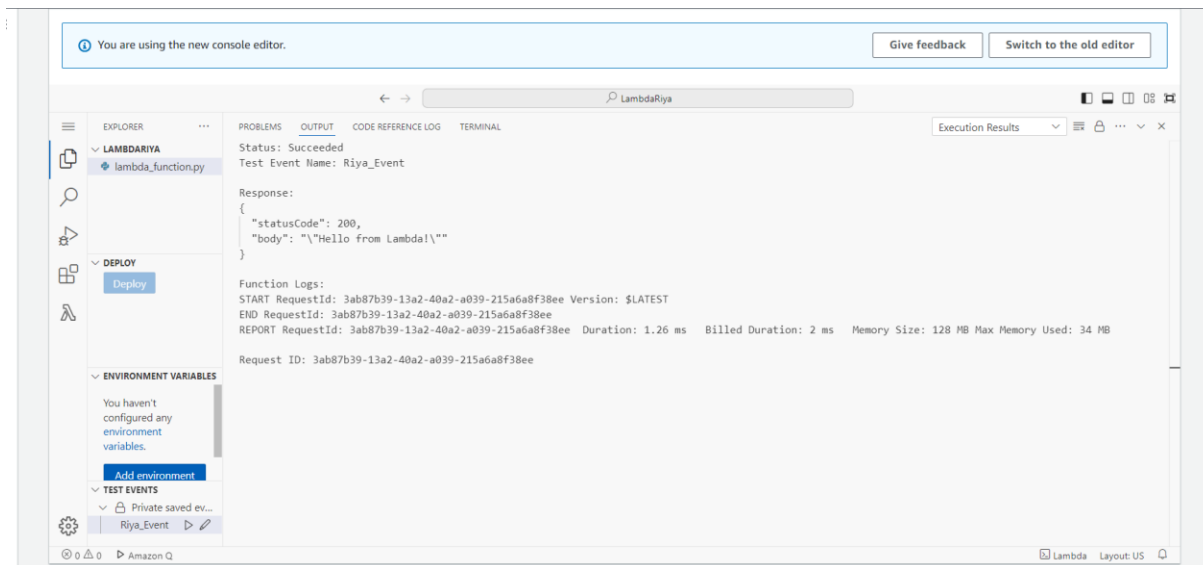 You are using the new console editor.
Give feedback
Switch to the old editor
LambdaRiya
EXPLORER
PROBLEMS OUTPUT CODE REFERENCE LOG TERMINAL
Execution Results
LAMBDARIYA
lambda_function.py
DEPLOY
Deploy
ENVIRONMENT VARIABLES
You haven't
configured any
environment
variables.
Add environment
TEST EVENTS
Private saved ev...
Riya_Event
Status: Succeeded
Test Event Name: Riya_Event
Response:
{
"statusCode": 200,
"body": "\"Hello from Lambda!\""
}
Function Logs:
START RequestId: 3ab87b39-13a2-40a2-a039-215a6a8f38ee Version: $LATEST
END RequestId: 3ab87b39-13a2-40a2-a039-215a6a8f38ee
REPORT RequestId: 3ab87b39-13a2-40a2-a039-215a6a8f38ee Duration: 1.26 ms Billed Duration: 2 ms Memory Size: 128 MB Max Memory Used: 34 MB
Request ID: 3ab87b39-13a2-40a2-a039-215a6a8f38ee
0 0 Amazon Q
Lambda Layout: US